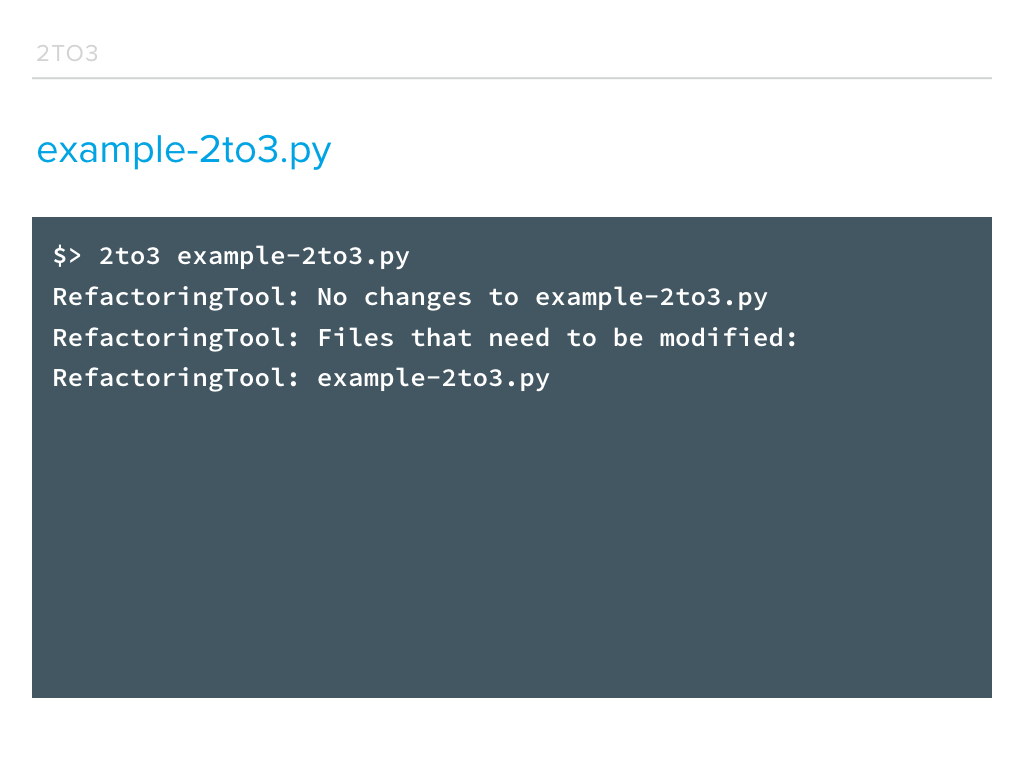 2TO3
example-2to3.py
$> 2to3 example-2to3.py
RefactoringTool: No changes to example-2to3.py
RefactoringTool: Files that need to be modified:
RefactoringTool: example-2to3.py